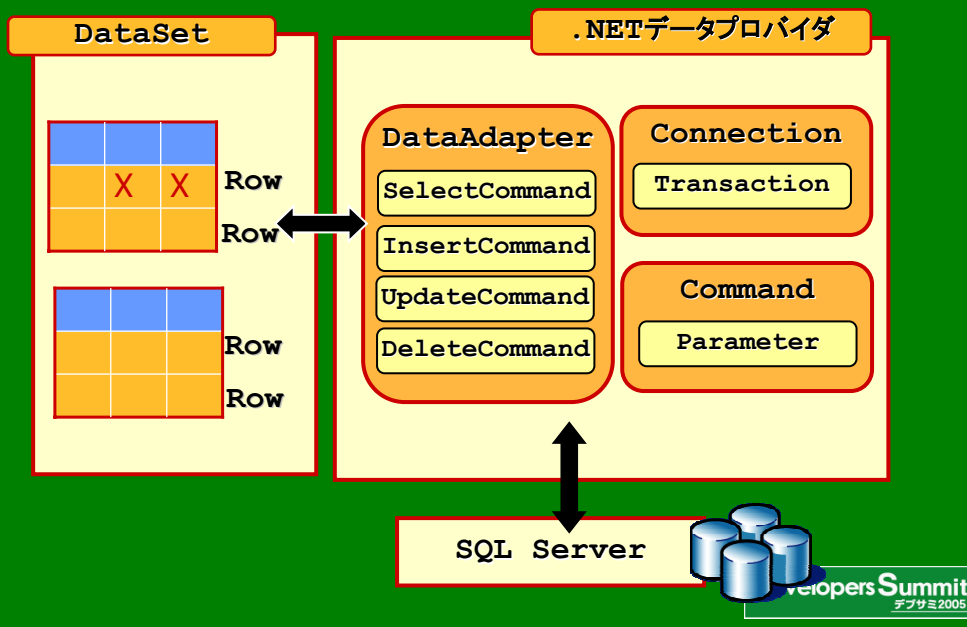 DataSet
X X
Row
Row
Row
Row
.NETデータプロバイダ
DataAdapter
SelectCommand
InsertCommand
UpdateCommand
DeleteCommand
Connection
Transaction
Command
Parameter
SQL Server
velopers Summit
デブサミ2005